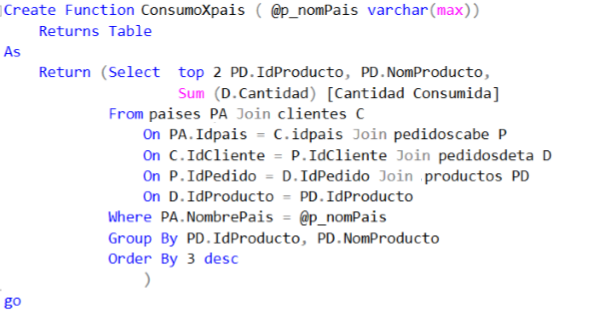 Create Function ConsumoXpais ( @p_nomPais varchar(max))
Returns Table
As
Return (Select top 2 PD.IdProducto, PD.NomProducto,
Sum (D.Cantidad) [Cantidad Consumida]
From paises PA Join clientes C
On PA.Idpais = C.idpais Join pedidoscabe P
On C.IdCliente = P.IdCliente Join pedidosdeta D
On P.IdPedido = D.IdPedido Join productos PD
On D.IdProducto = PD.IdProducto
Where PA.NombrePais = @p_nomPais
Group By PD.IdProducto, PD.NomProducto
Order By 3 desc
)
go